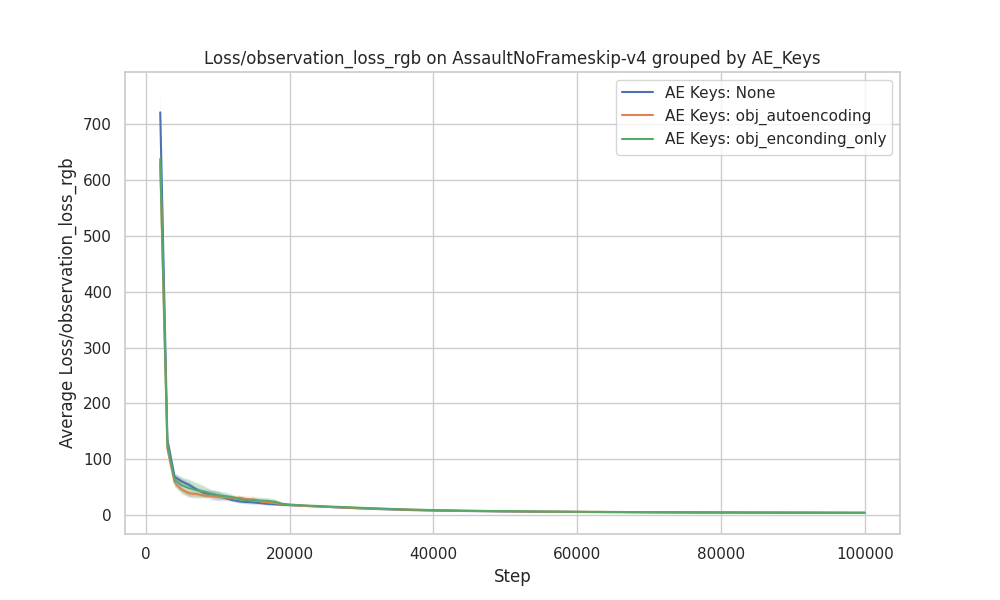 Loss/observation_loss_rgb on AssaultNoFrameskip-v4 grouped by AE_Keys
AE Keys: None
AE Keys: obj_autoencoding
AE Keys: obj_enconding_only
Average Loss/observation_loss_rgb
700
600
500
400
300
200
100
0
0 20000 40000 60000 80000 100000
Step